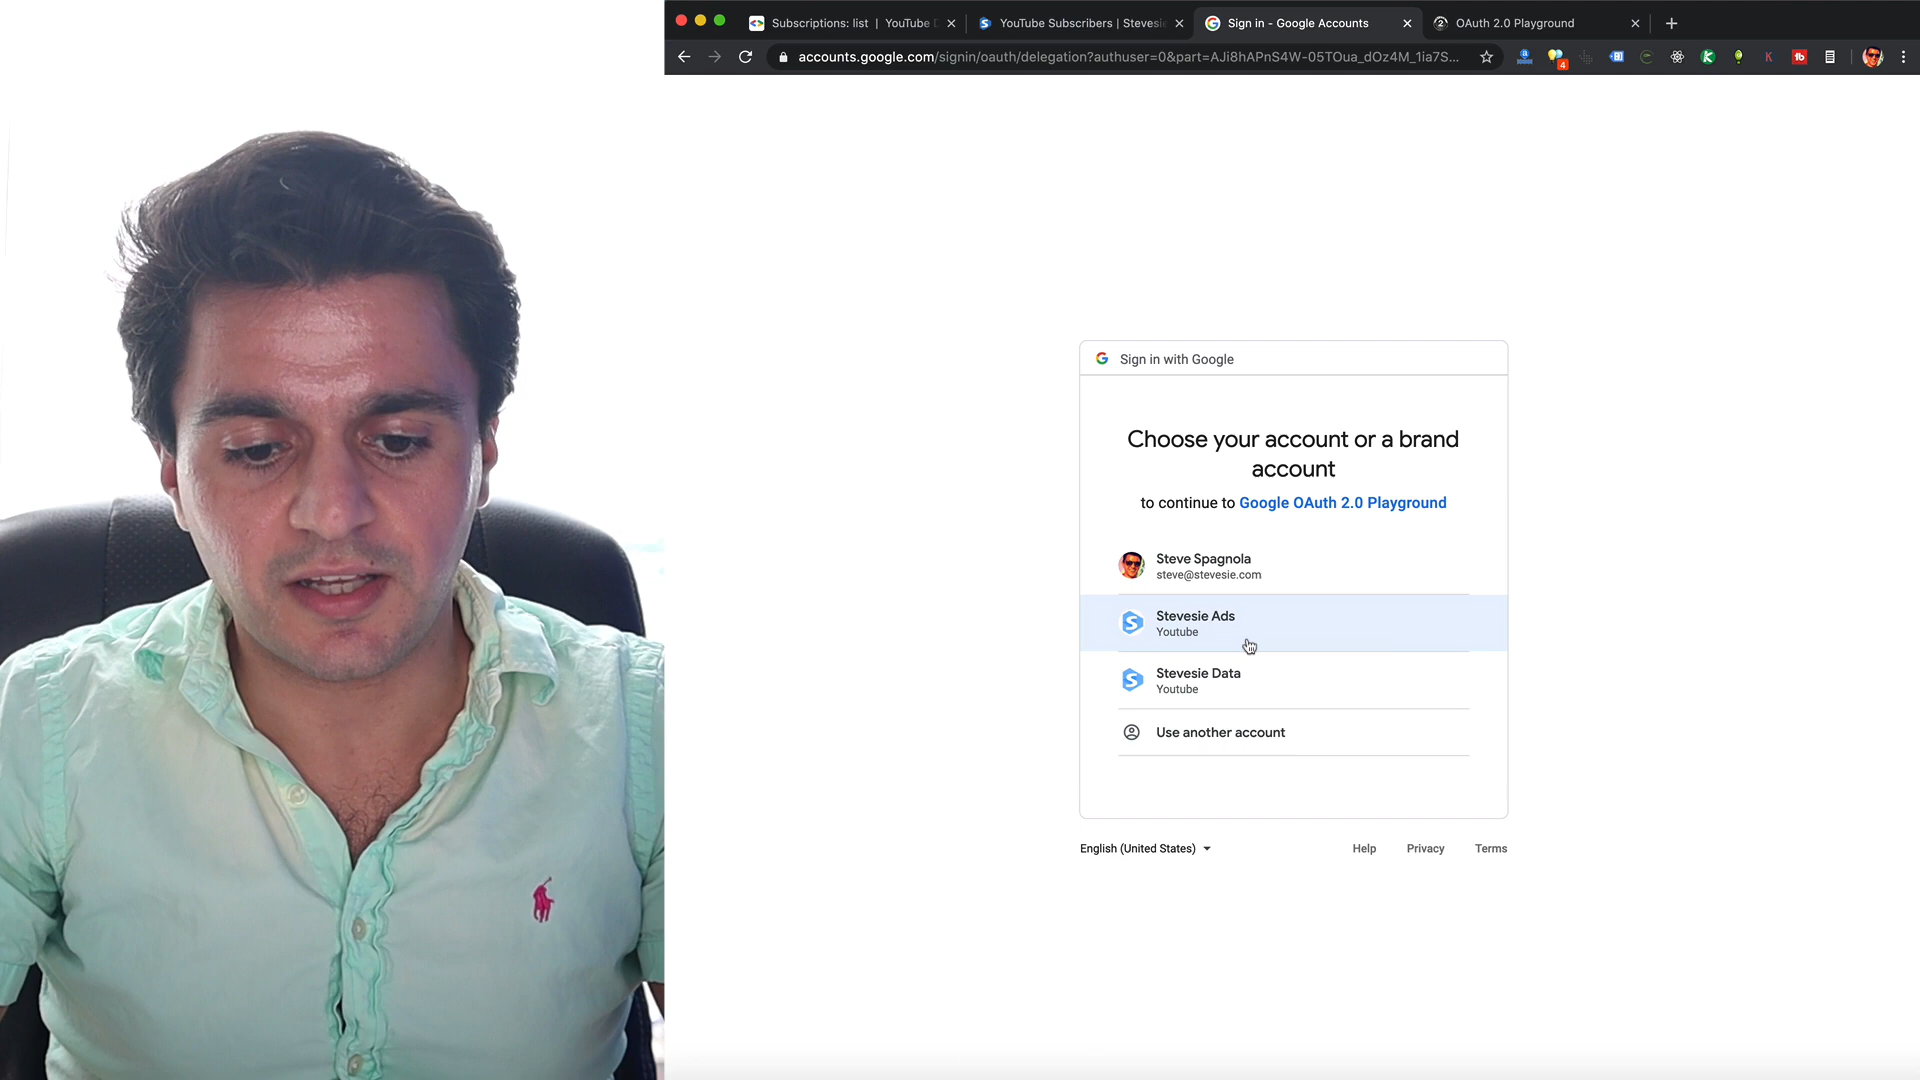 Subscriptions: list | YouTube D
YouTube Subscribers | Stevesie
Sign in - Google Accounts
OAuth 2.0 Playground
accounts.google.com/signin/oauth/delegation?authuser=0&part=AJi8hAPnS4W-05TOua_dOz4M_1ia7S...
4
Sign in with Google
Choose your account or a brand
account
to continue to Google OAuth 2.0 Playground
Steve Spagnola
steve@stevesie.com
Stevesie Ads
Youtube
Stevesie Data
Youtube
Use another account
English (United States)
Help
Privacy
Terms